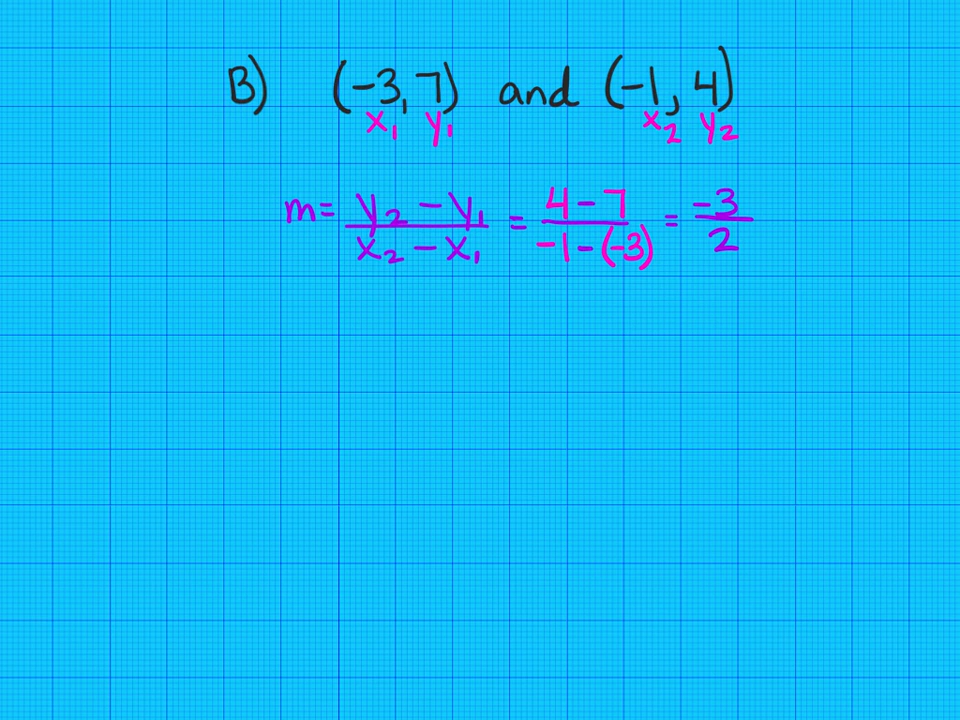 B) (-3, 7) and (-1, 4)
x₁ y₁ x₂ y₂
m = y₂ - y₁ / x₂ - x₁ = 4 - 7 / -1 - (-3) = -3 / 2